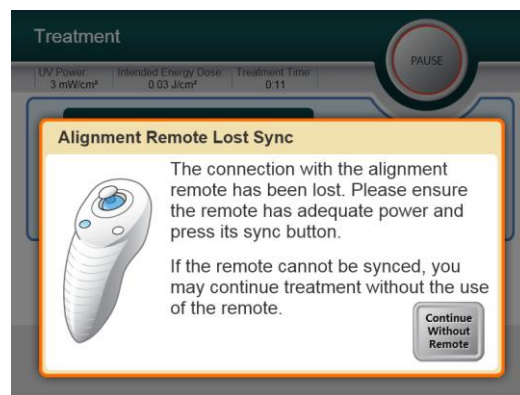 Treatment
PAUSE
UV Power: Intended Energy Dose: Treatment Time:
3 mW/cm² 0.03 J/cm² 0:11
Alignment Remote Lost Sync
The connection with the alignment
remote has been lost. Please ensure
the remote has adequate power and
press its sync button.
If the remote cannot be synced, you
may continue treatment without the use
of the remote.
Continue
Without
Remote